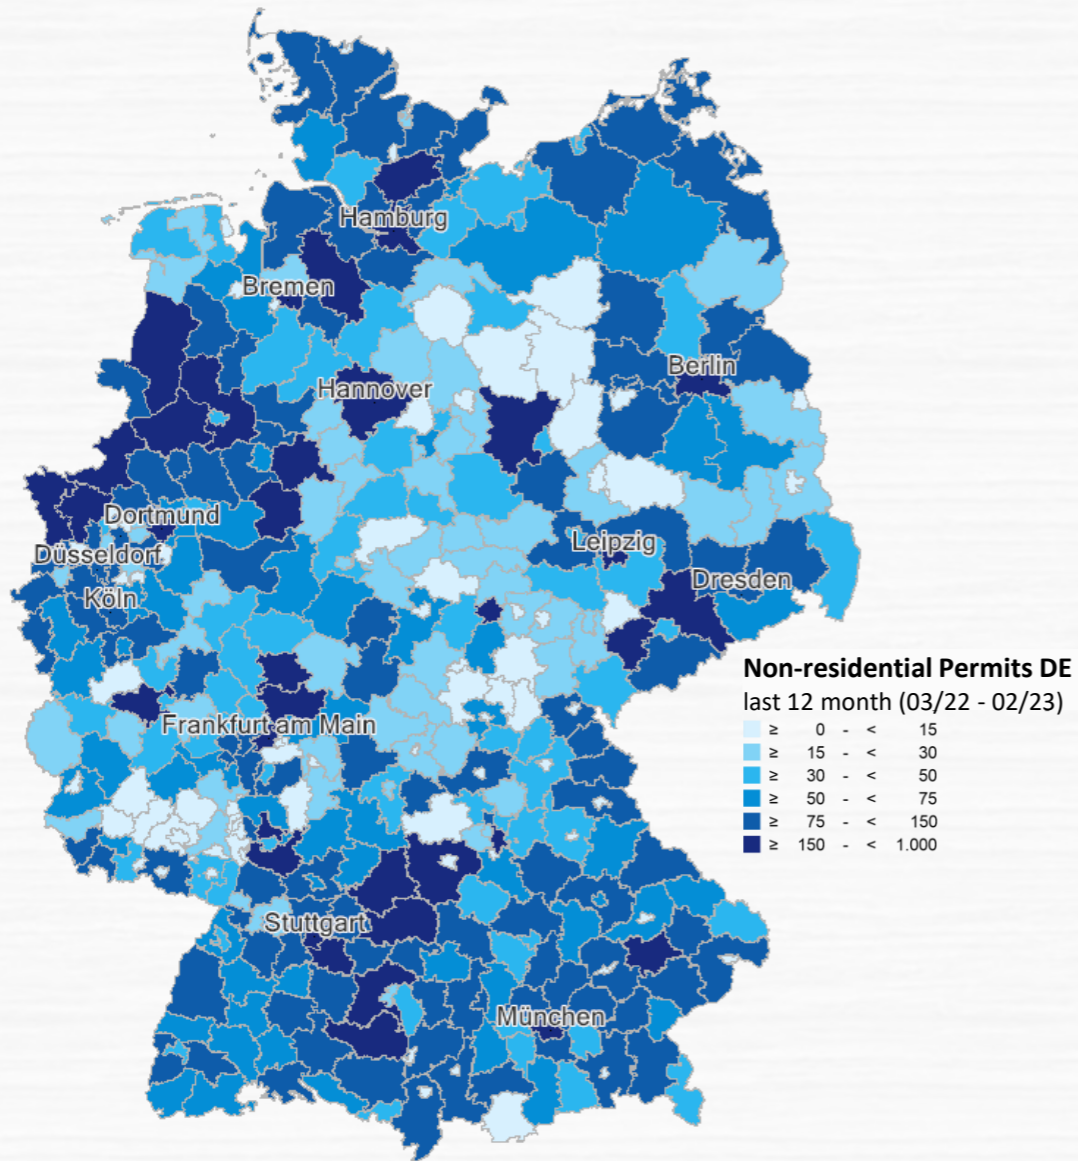 Hamburg
Bremen
Berlin
Hannover
Dortmund
Düsseldorf
Leipzig
Dresden
Köln
Non-residential Permits DE
last 12 month (03/22 - 02/23)
Frankfurt am Main
≥ 0 - < 15
≥ 15 - < 30
≥ 30 - < 50
≥ 50 - < 75
≥ 75 - < 150
≥ 150 - < 1.000
Stuttgart
München